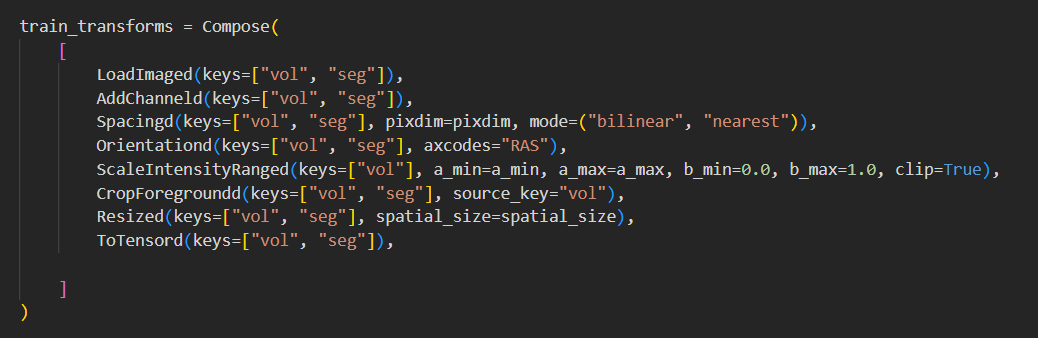 train_transforms = Compose(
    [
        LoadImaged(keys=["vol", "seg"]),
        AddChanneld(keys=["vol", "seg"]),
        Spacingd(keys=["vol", "seg"], pixdim=pixdim, mode=("bilinear", "nearest")),
        Orientationd(keys=["vol", "seg"], axcodes="RAS"),
        ScaleIntensityRanged(keys=["vol"], a_min=a_min, a_max=a_max, b_min=0.0, b_max=1.0, clip=True),
        CropForegroundd(keys=["vol", "seg"], source_key="vol"),
        Resized(keys=["vol", "seg"], spatial_size=spatial_size),
        ToTensord(keys=["vol", "seg"]),
    ]
)